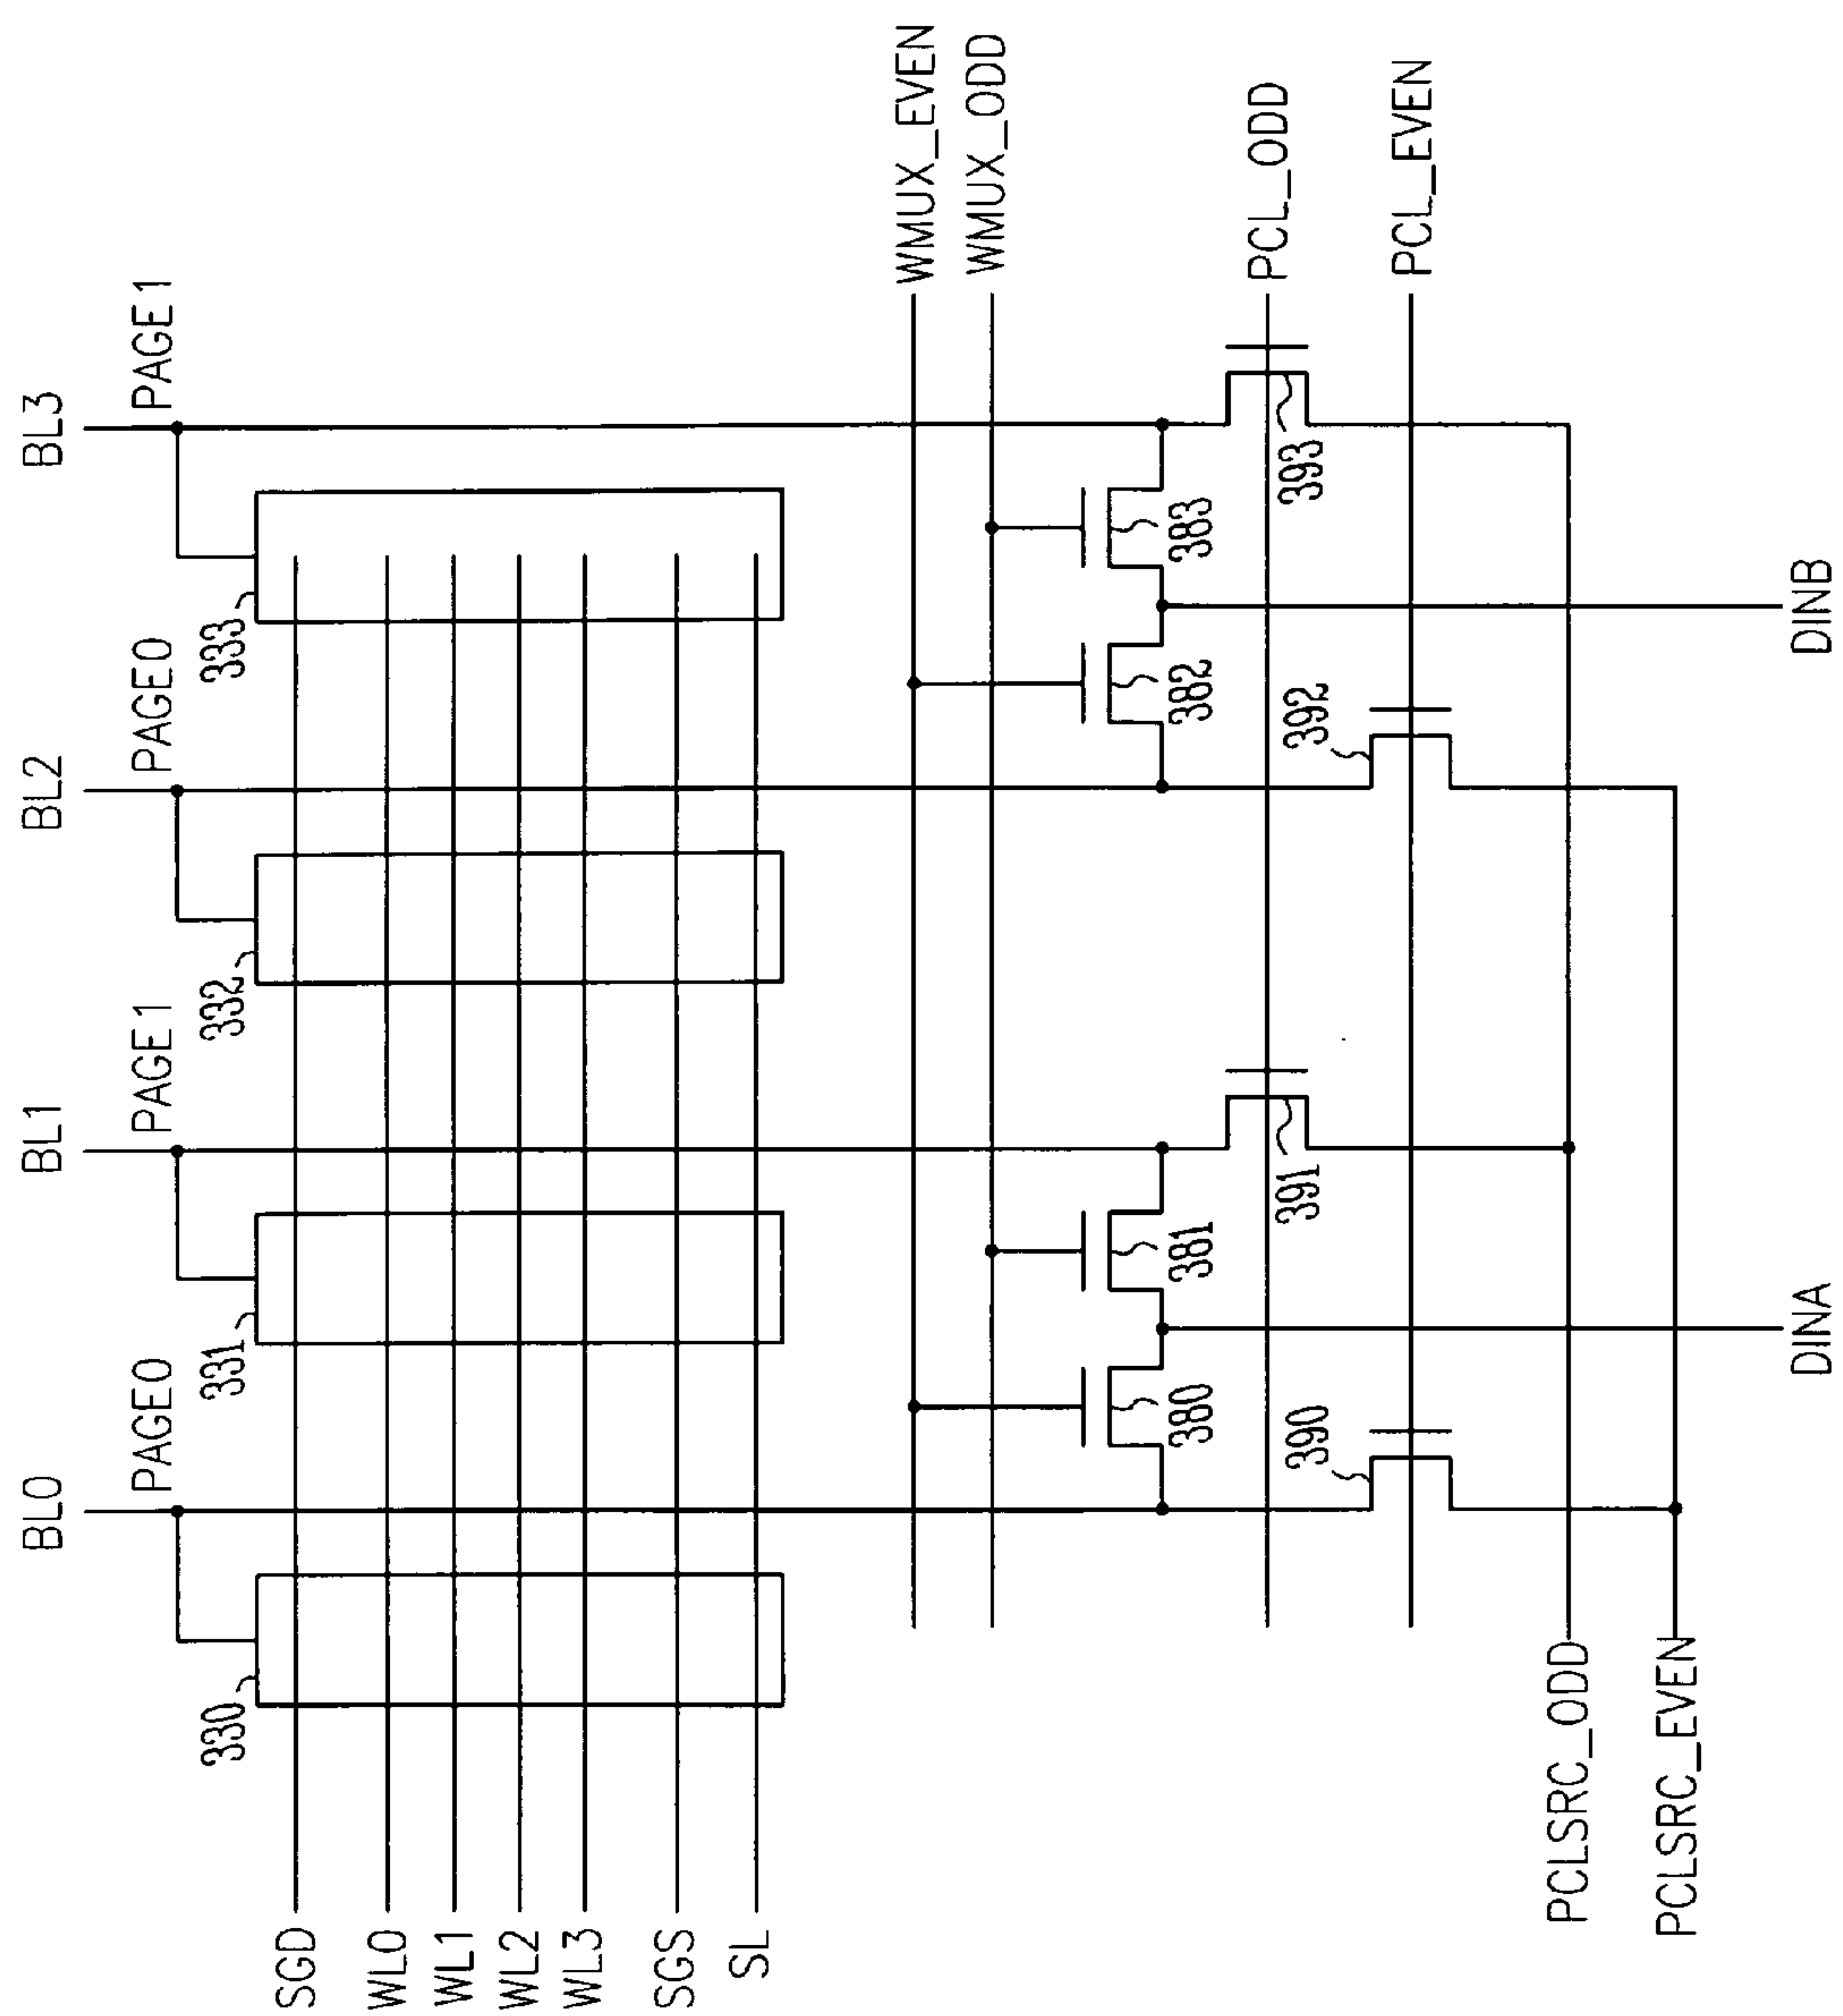 BL0
BL1
BL2
BL3
PAGE0
PAGE1
PAGE0
PAGE1
330
331
332
333
SGD
WL0
WL1
WL2
WL3
SGS
SL
WMUX_EVEN
WMUX_ODD
380
381
382
383
PCL_ODD
390
391
392
393
PCL_EVEN
PCLSRC_ODD
PCLSRC_EVEN
DINA
DINB